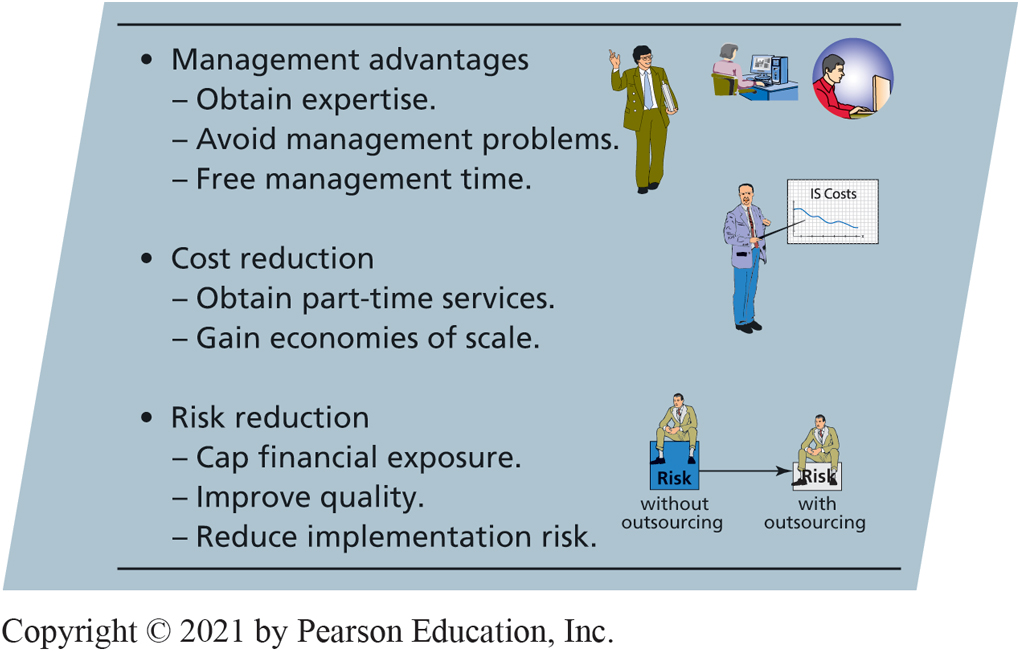 • Management advantages
– Obtain expertise.
– Avoid management problems.
– Free management time.
IS Costs
• Cost reduction
– Obtain part-time services.
– Gain economies of scale.
• Risk reduction
– Cap financial exposure.
– Improve quality.
– Reduce implementation risk.
Risk
without
outsourcing
Risk
with
outsourcing
Copyright © 2021 by Pearson Education, Inc.